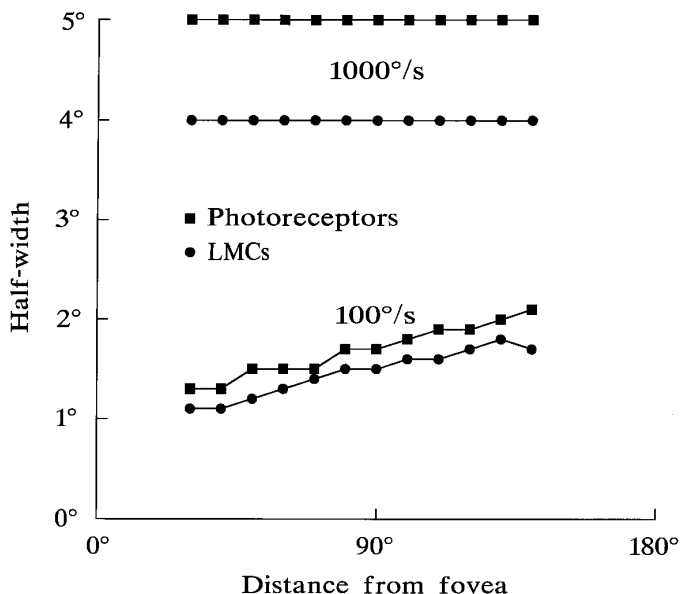 5°
1000°/s
4°
Photoreceptors
3°
LMCs
Half-width
2°
100°/s
1°
0°
0° 90° 180°
Distance from fovea